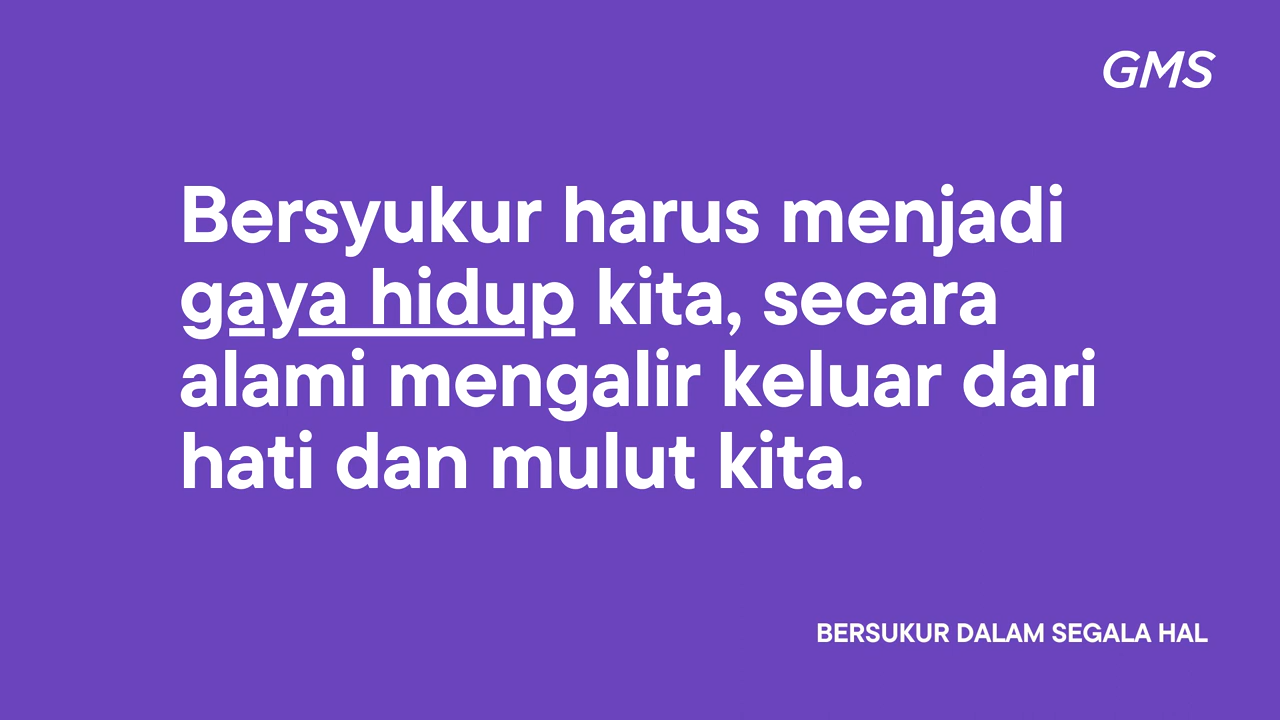 GMS
Bersyukur harus menjadi
gaya hidup kita, secara
alami mengalir keluar dari
hati dan mulut kita.
BERSUKUR DALAM SEGALA HAL